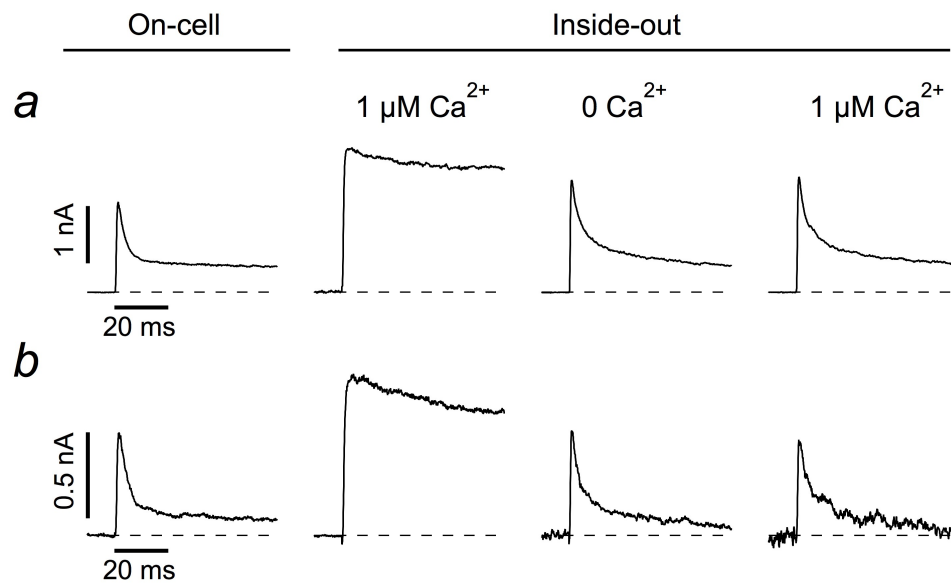 On-cell Inside-out
a 1 µM Ca²⁺ 0 Ca²⁺ 1 µM Ca²⁺
1 nA
20 ms
b
0.5 nA
20 ms